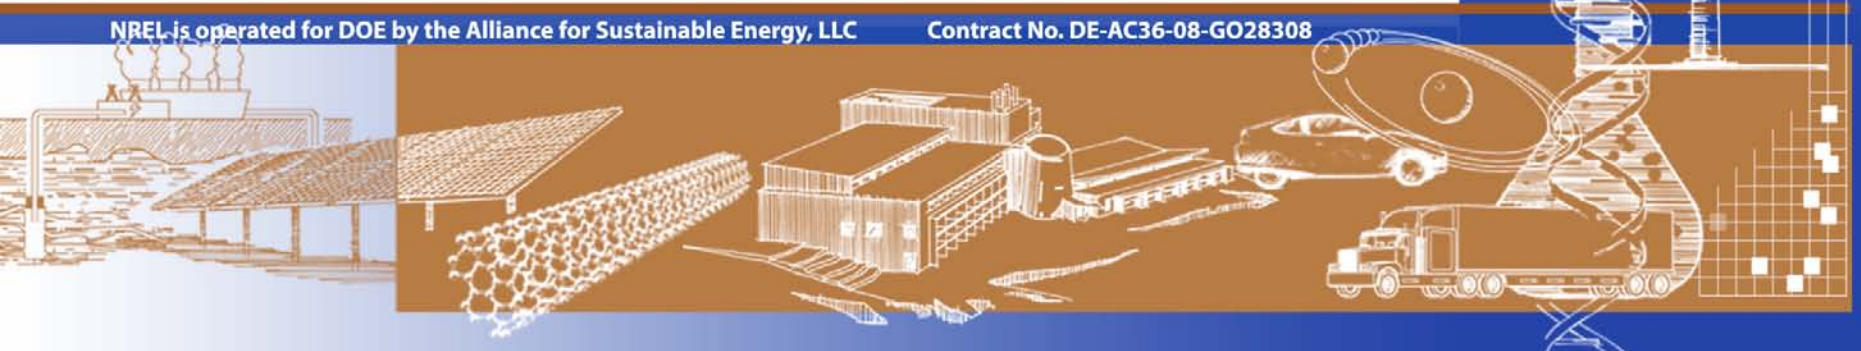 NREL is operated for DOE by the Alliance for Sustainable Energy, LLC Contract No. DE-AC36-08-GO28308